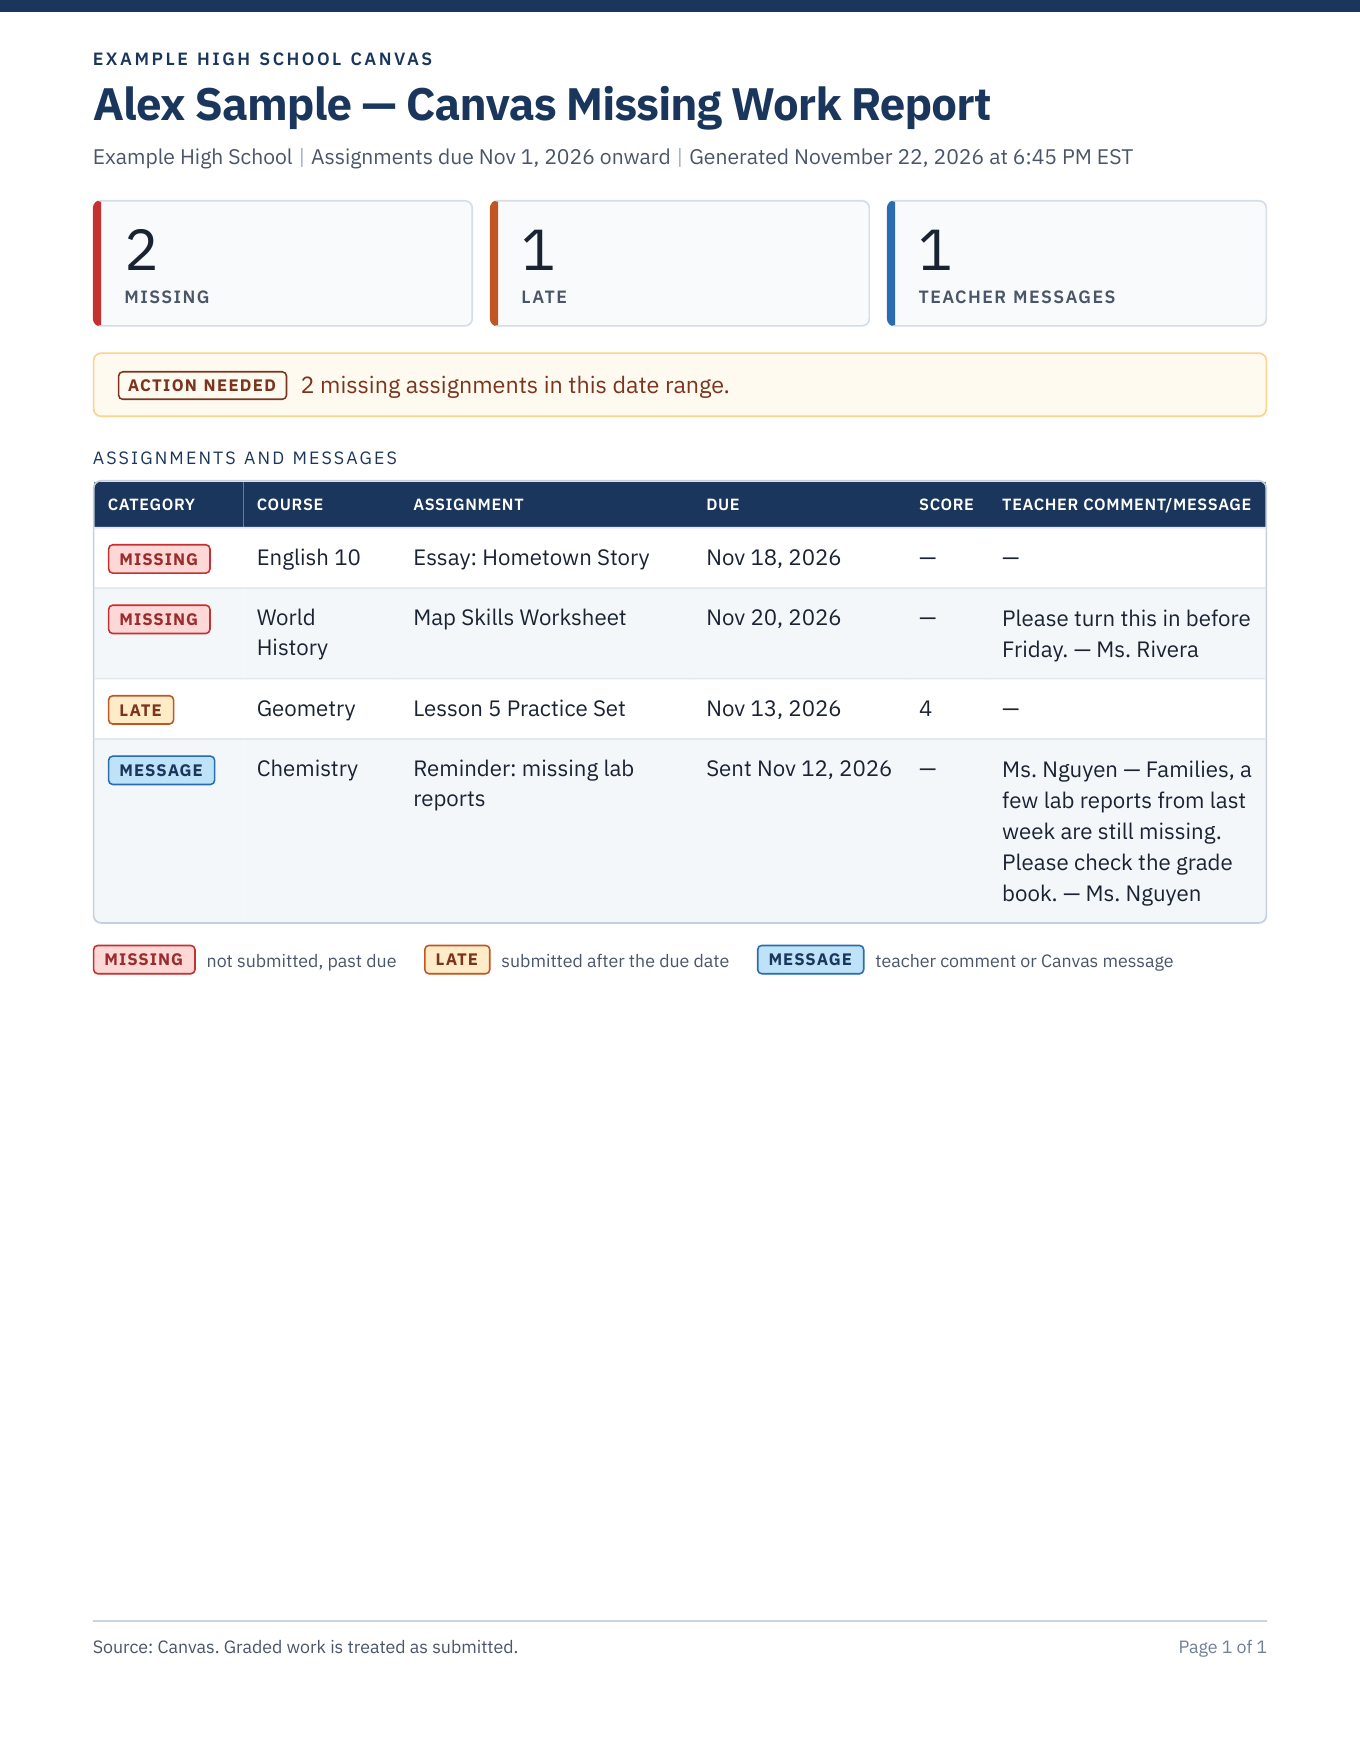 EXAMPLE HIGH SCHOOL CANVAS
Alex Sample — Canvas Missing Work Report
Example High School | Assignments due Nov 1, 2026 onward | Generated November 22, 2026 at 6:45 PM EST
2
MISSING
1
LATE
1
TEACHER MESSAGES
ACTION NEEDED 2 missing assignments in this date range.
ASSIGNMENTS AND MESSAGES
CATEGORY COURSE ASSIGNMENT DUE SCORE TEACHER COMMENT/MESSAGE
MISSING English 10 Essay: Hometown Story Nov 18, 2026 — —
MISSING World Map Skills Worksheet Nov 20, 2026 — Please turn this in before
History Friday. — Ms. Rivera
LATE Geometry Lesson 5 Practice Set Nov 13, 2026 4 —
MESSAGE Chemistry Reminder: missing lab Sent Nov 12, 2026 — Ms. Nguyen — Families, a
reports few lab reports from last
week are still missing.
Please check the grade
book. — Ms. Nguyen
MISSING not submitted, past due LATE submitted after the due date MESSAGE teacher comment or Canvas message
Source: Canvas. Graded work is treated as submitted. Page 1 of 1